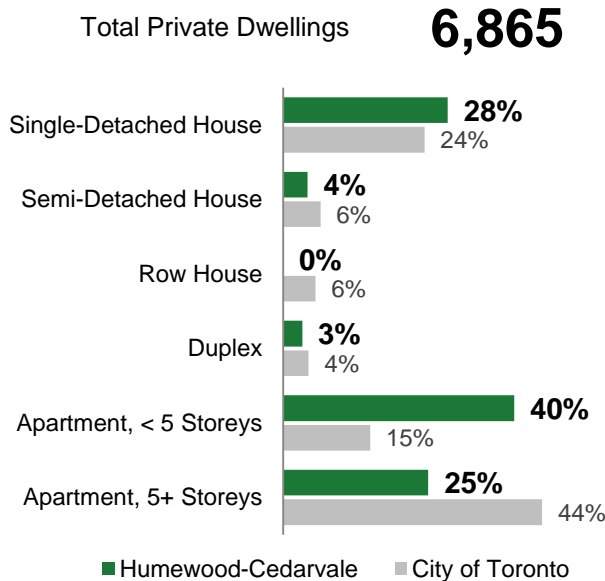 Total Private Dwellings 6,865
Single-Detached House 28%
24%
Semi-Detached House 4%
6%
Row House 0%
6%
Duplex 3%
4%
Apartment, < 5 Storeys 40%
15%
Apartment, 5+ Storeys 25%
44%
Humewood-Cedarvale City of Toronto